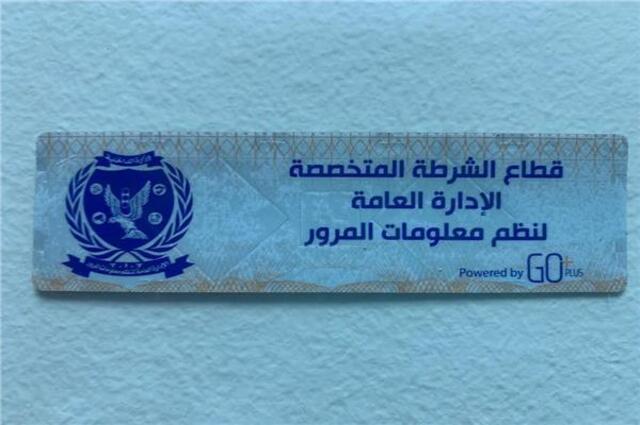 قطاع الشرطة المتخصصة
الإدارة العامة
لنظم معلومات المرور
Powered by GO+ PLUS